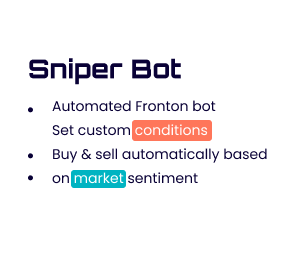 Sniper Bot
Automated Fronton bot
Set custom conditions
Buy & sell automatically based
on market sentiment